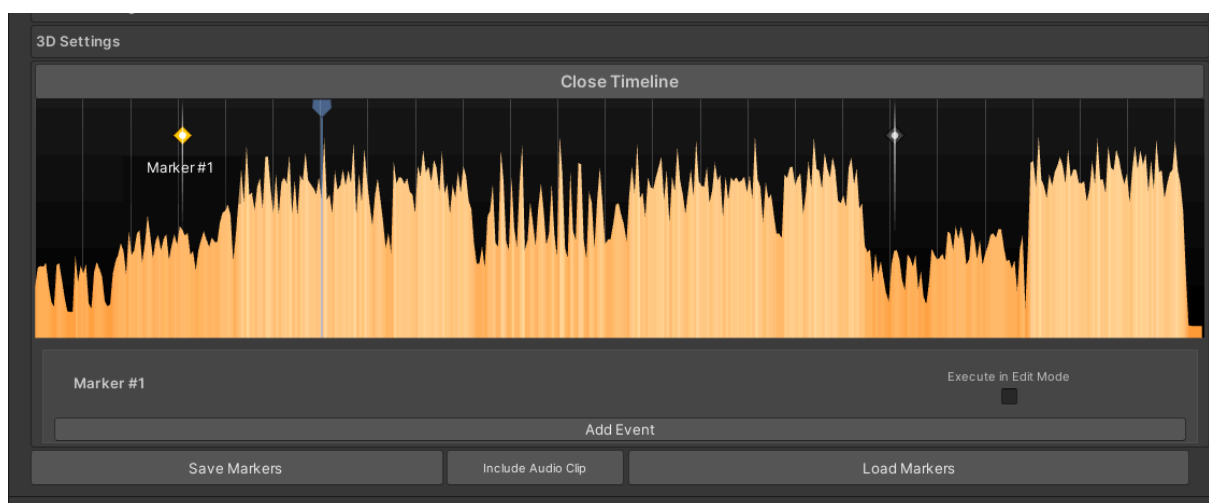 3D Settings
Close Timeline
Marker #1
Marker #1
Execute in Edit Mode
Add Event
Save Markers
Include Audio Clip
Load Markers